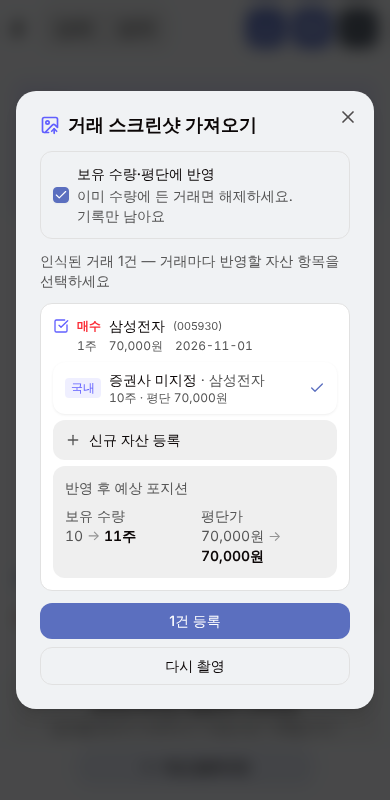 거래 스크린샷 가져오기
보유 수량·평단에 반영
이미 수량에 든 거래면 해제하세요.
기록만 남아요
인식된 거래 1건 — 거래마다 반영할 자산 항목을
선택하세요
매수 삼성전자 (005930)
1주 70,000원 2026-11-01
국내 증권사 미지정 · 삼성전자
10주 · 평단 70,000원
+ 신규 자산 등록
반영 후 예상 포지션
보유 수량 평단가
10 → 11주 70,000원 →
70,000원
1건 등록
다시 촬영